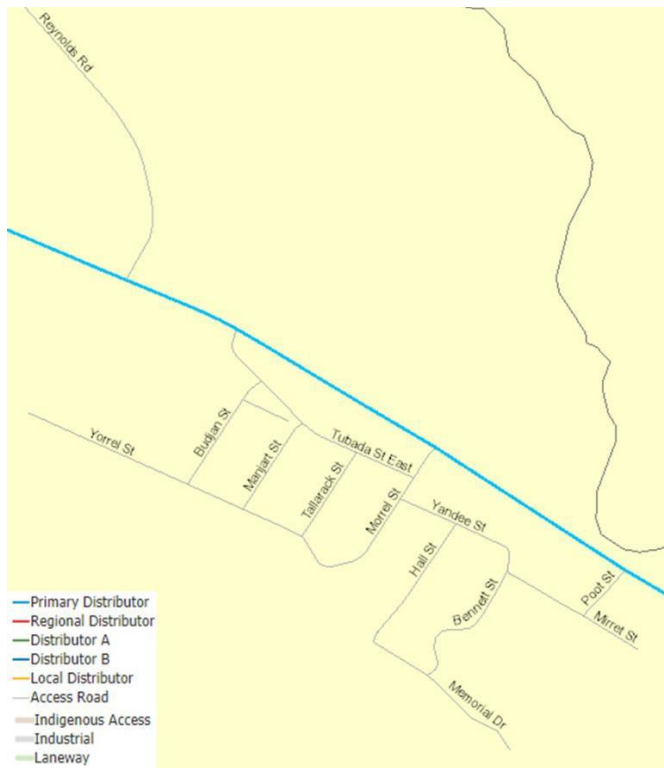 Reynolds Rd
Yorrel St
Budjan St
Manjart St
Tallarack St
Tubada St East
Morrel St
Yandee St
Hall St
Bennett St
Poot St
Mirret St
Memorial Dr
Primary Distributor
Regional Distributor
Distributor A
Distributor B
Local Distributor
Access Road
Indigenous Access
Industrial
Laneway